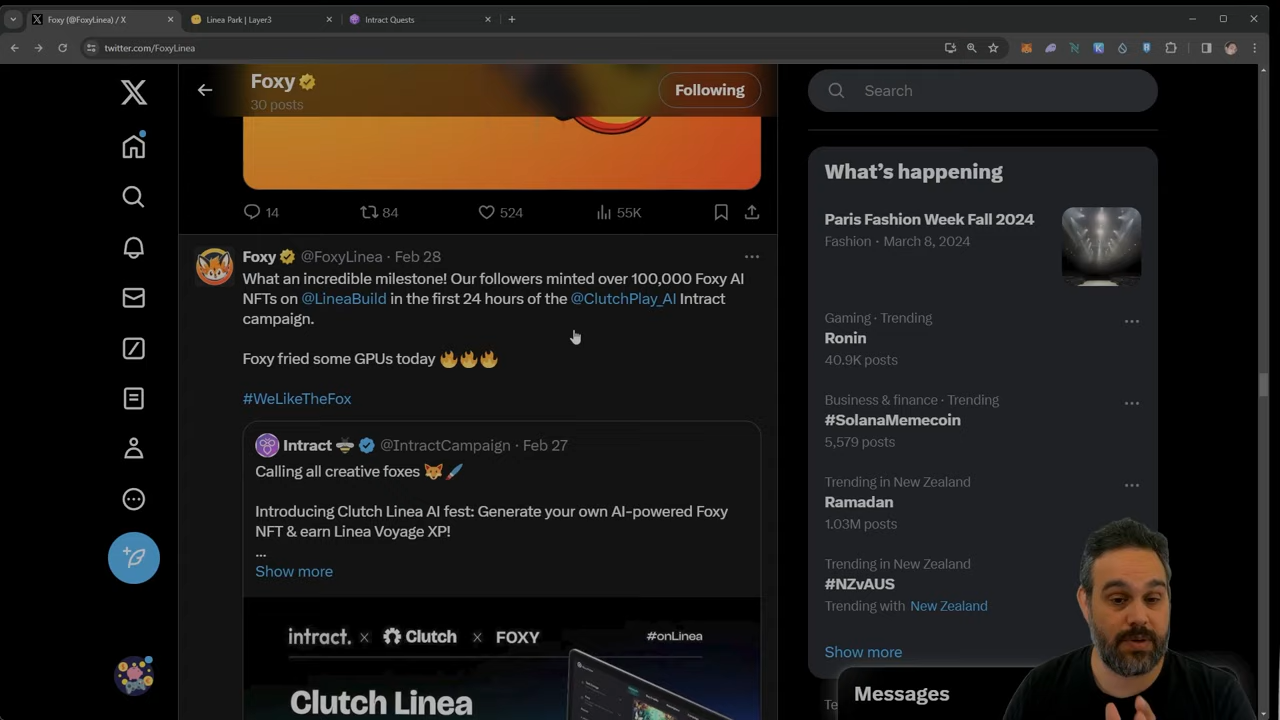 Foxy (@FoxyLinea) / X
Linea Park | Layer3
Intract Quests
twitter.com/FoxyLinea
Foxy
30 posts
Following
14
84
524
55K
Foxy @FoxyLinea · Feb 28
What an incredible milestone! Our followers minted over 100,000 Foxy AI
NFTs on @LineaBuild in the first 24 hours of the @ClutchPlay_AI Intract
campaign.
Foxy fried some GPUs today 🔥🔥🔥
#WeLikeTheFox
Intract @IntractCampaign · Feb 27
Calling all creative foxes 🦊🖌️
Introducing Clutch Linea AI fest: Generate your own AI-powered Foxy
NFT & earn Linea Voyage XP!
...
Show more
intract. x Clutch x FOXY
#onLinea
Clutch Linea
Search
What's happening
Paris Fashion Week Fall 2024
Fashion · March 8, 2024
Gaming · Trending
Ronin
40.9K posts
Business & finance · Trending
#SolanaMemecoin
5,579 posts
Trending in New Zealand
Ramadan
1.03M posts
Trending in New Zealand
#NZvAUS
Trending with New Zealand
Show more
Messages